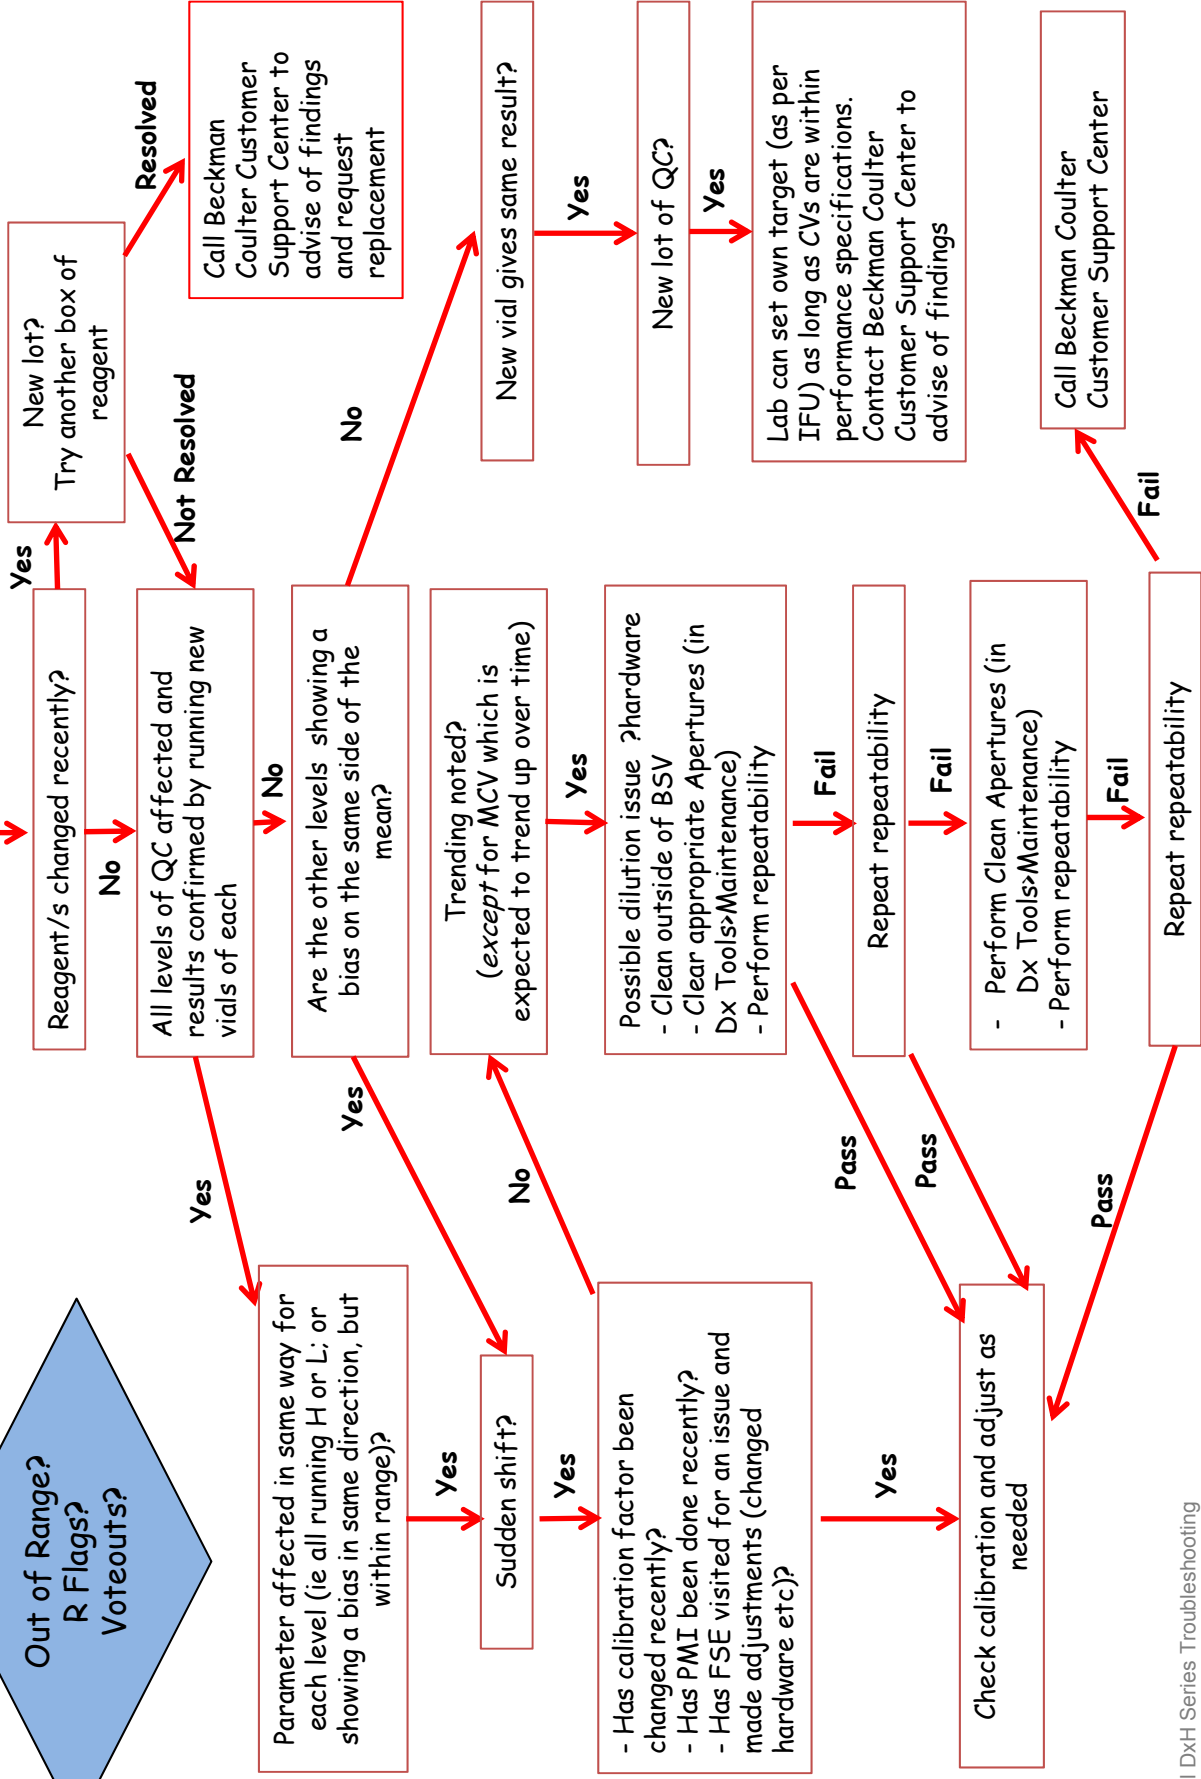 Out of Range?
R Flags?
Voteouts?
Reagent/s changed recently?
Yes
New lot?
Try another box of
reagent
Resolved
Call Beckman
Coulter Customer
Support Center to
advise of findings
and request
replacement
Not Resolved
No
All levels of QC affected and
results confirmed by running new
vials of each
Yes
Parameter affected in same way for
each level (ie all running H or L; or
showing a bias in same direction, but
within range)?
No
Are the other levels showing a
bias on the same side of the
mean?
No
New vial gives same result?
Yes
New lot of QC?
Yes
Lab can set own target (as per
IFU) as long as CVs are within
performance specifications.
Contact Beckman Coulter
Customer Support Center to
advise of findings
Yes
Yes
Sudden shift?
Yes
- Has calibration factor been
changed recently?
- Has PMI been done recently?
- Has FSE visited for an issue and
made adjustments (changed
hardware etc)?
No
Trending noted?
(except for MCV which is
expected to trend up over time)
Yes
Possible dilution issue ?hardware
- Clean outside of BSV
- Clear appropriate Apertures (in
Dx Tools>Maintenance)
- Perform repeatability
Fail
Repeat repeatability
Fail
- Perform Clean Apertures (in
Dx Tools>Maintenance)
- Perform repeatability
Fail
Repeat repeatability
Fail
Call Beckman Coulter
Customer Support Center
Pass
Pass
Pass
Yes
Check calibration and adjust as
needed
DxH Series Troubleshooting